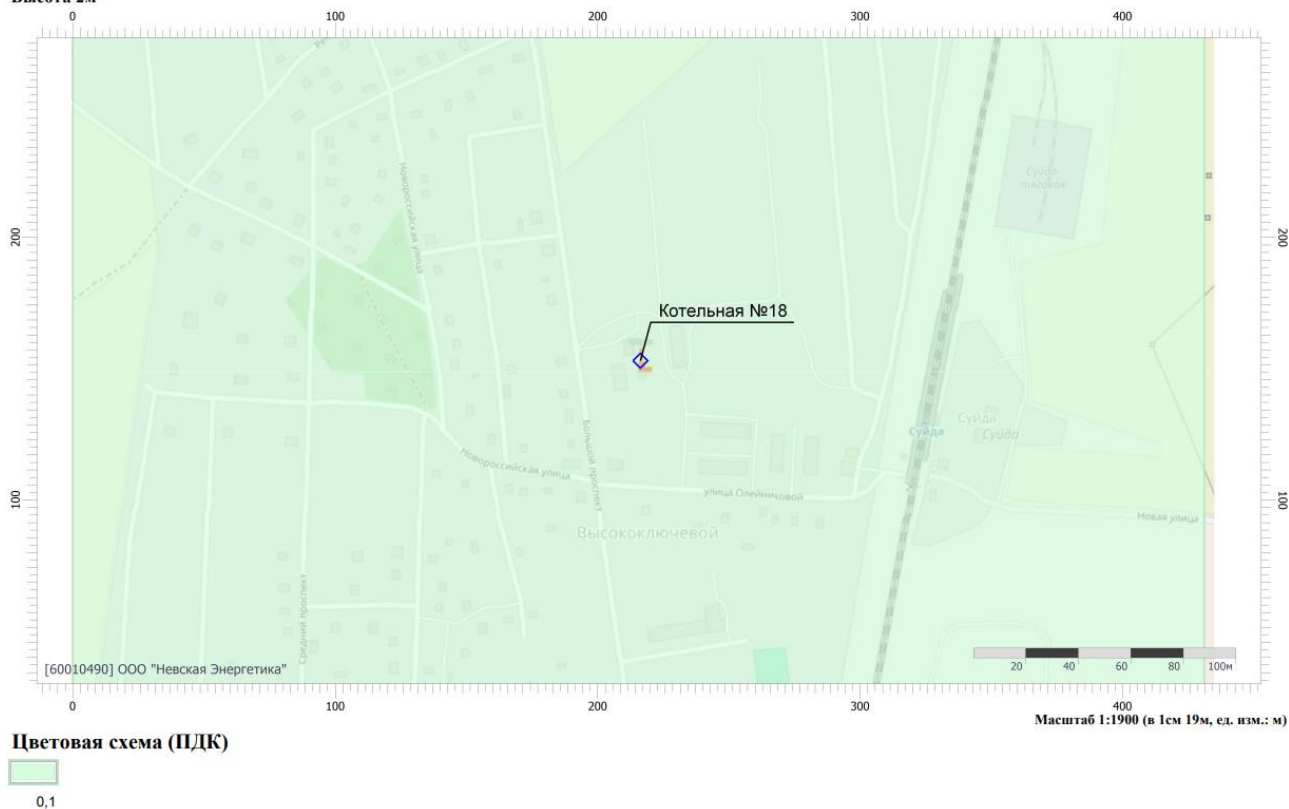 Высота 2м
0 100 200 300 400
Новороссийская улица
200 200
Суйда-
тяговая
Котельная №18
Большой проспект
Новороссийская улица
Суйда
Суйда
Суйда
100 100
улица Олейниковой
Новая улица
Высокоключевой
Средний проспект
[60010490] ООО "Невская Энергетика"
20 40 60 80 100м
0 100 200 300 400
Масштаб 1:1900 (в 1см 19м, ед. изм.: м)
Цветовая схема (ПДК)
0,1